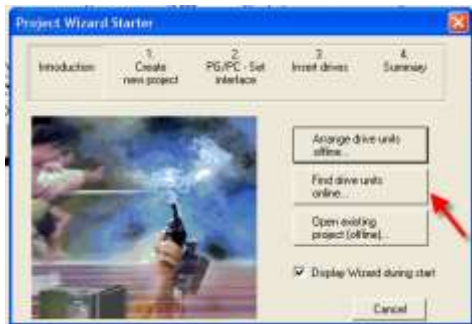 Project Wizard Starter
Introduction
1.
Create
new project
2.
PG/PC - Set
interface
3.
Insert drives
4.
Summary
Arrange drive units
offline...
Find drive units
online...
Open existing
project (offline)...
Display Wizard during start
Cancel